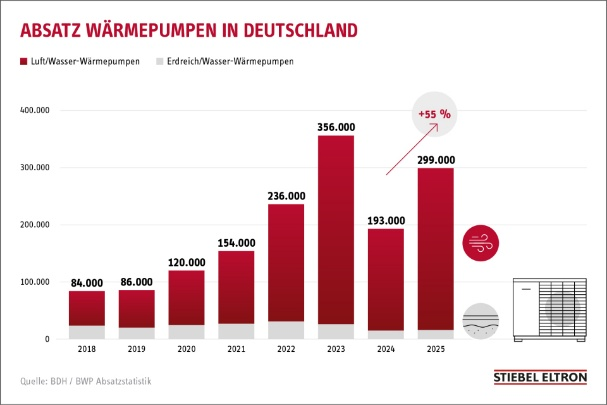 ABSATZ WÄRMEPUMPEN IN DEUTSCHLAND
Luft/Wasser-Wärmepumpen Erdreich/Wasser-Wärmepumpen
400.000
300.000
200.000
100.000
0
84.000
86.000
120.000
154.000
236.000
356.000
193.000
299.000
+55 %
2018 2019 2020 2021 2022 2023 2024 2025
Quelle: BDH / BWP Absatzstatistik
STIEBEL ELTRON